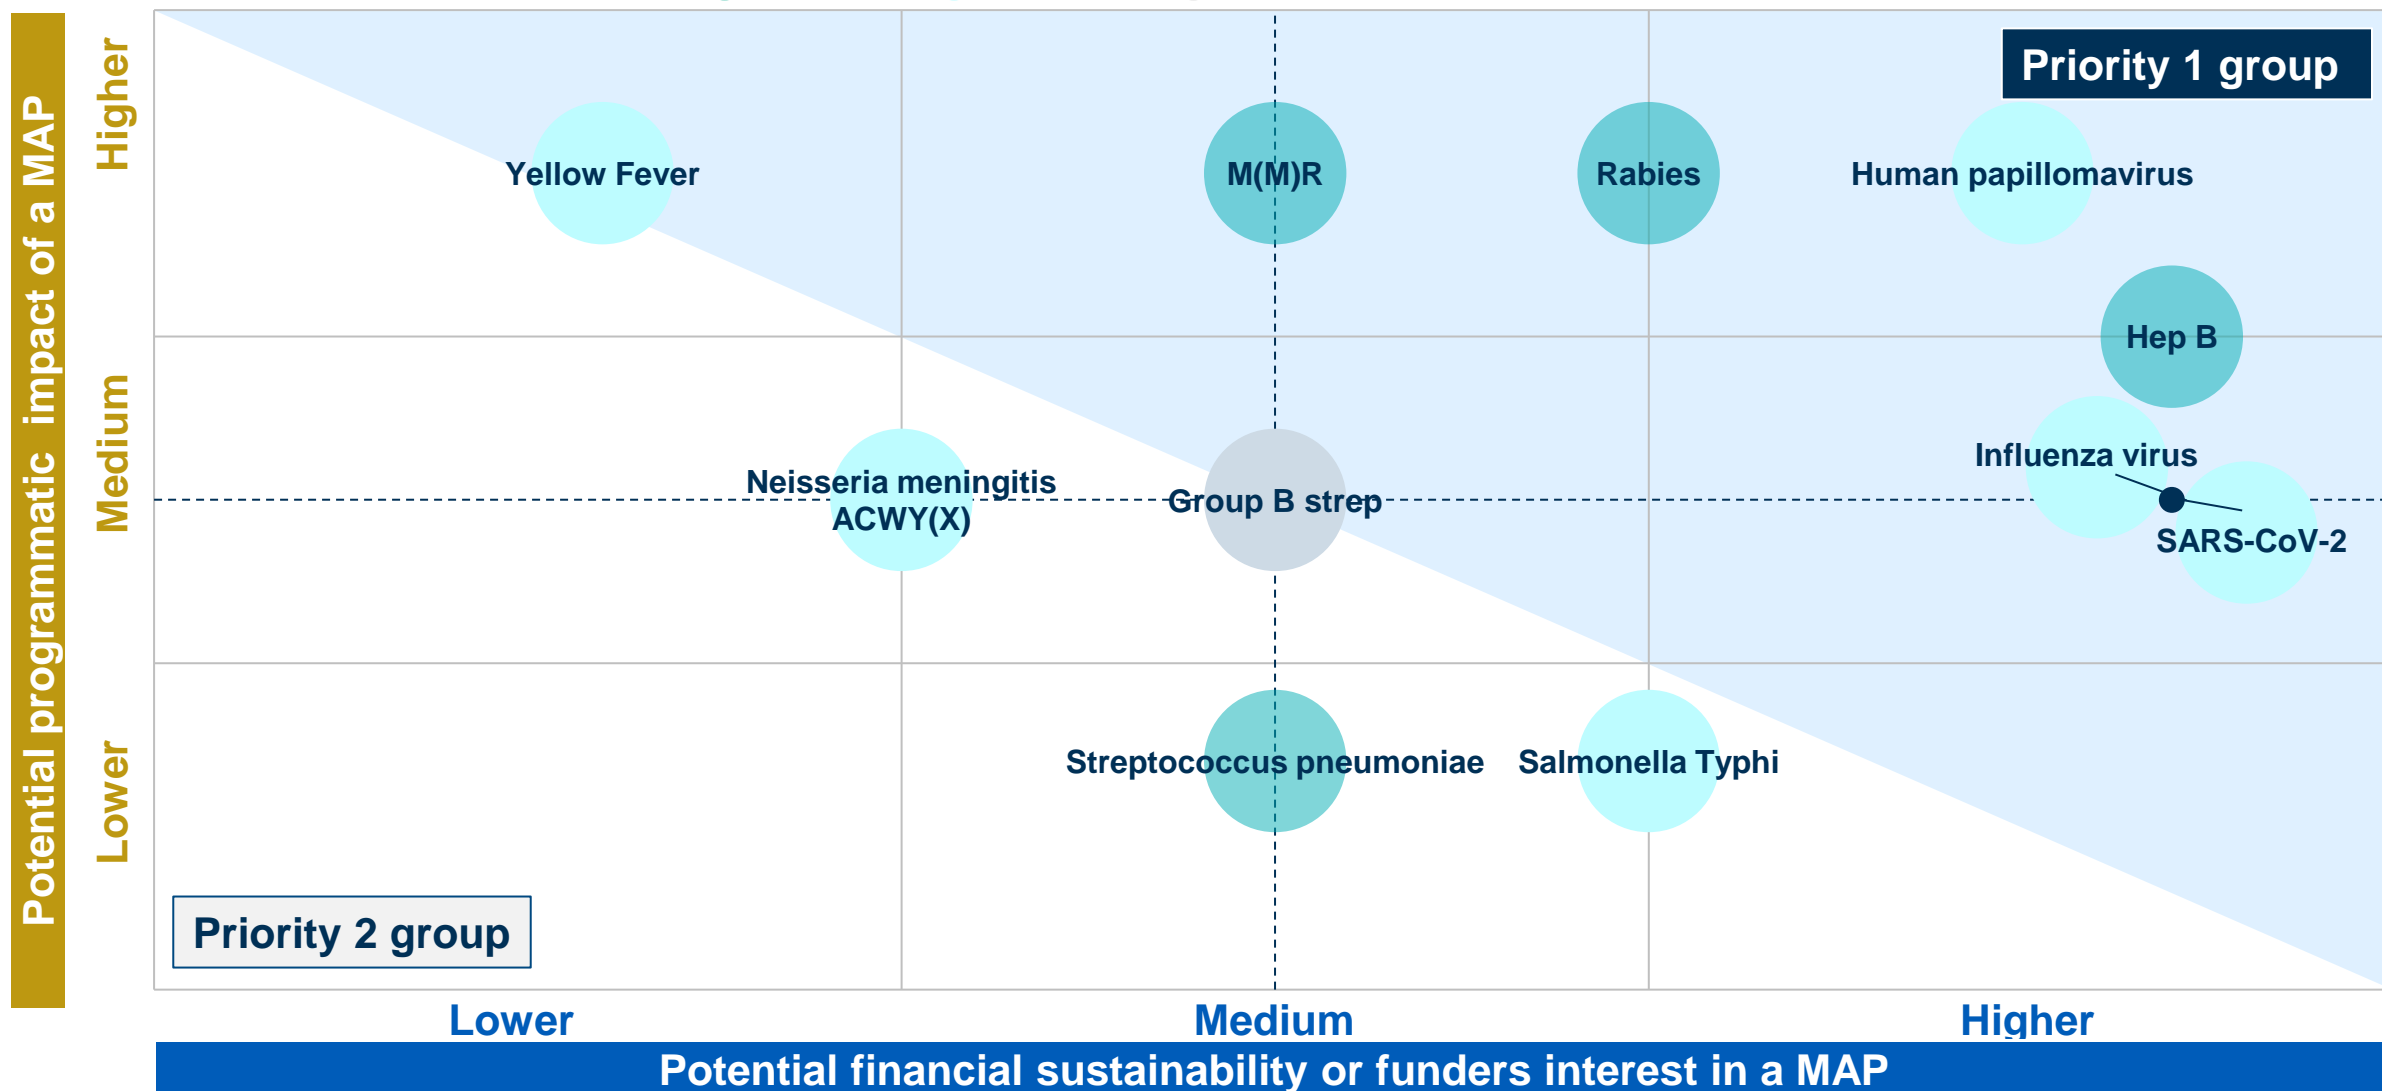 Priority 1 group
Potential programmatic impact of a MAP
Higher
Medium
Lower
Yellow Fever
M(M)R
Rabies
Human papillomavirus
Hep B
Influenza virus
Neisseria meningitis
ACWY(X)
Group B strep
SARS-CoV-2
Streptococcus pneumoniae
Salmonella Typhi
Priority 2 group
Lower
Medium
Higher
Potential financial sustainability or funders interest in a MAP